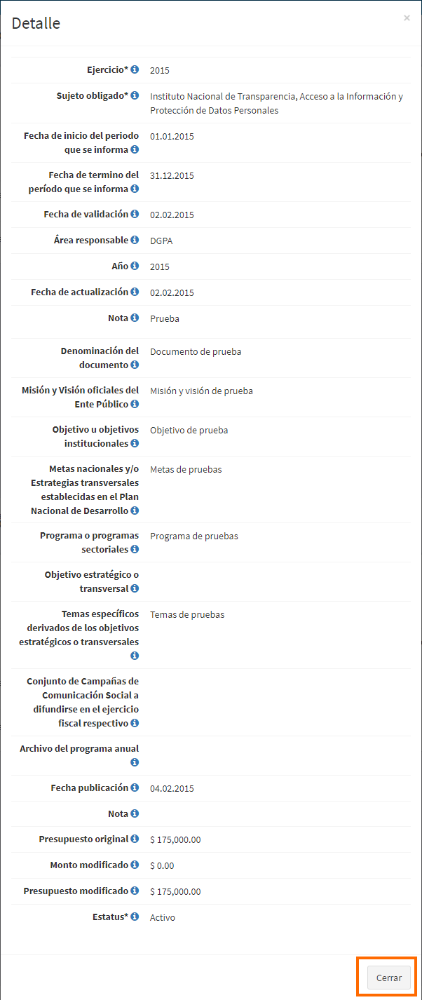 Detalle
×
Ejercicio* 2015
Sujeto obligado* Instituto Nacional de Transparencia, Acceso a la Información y
Protección de Datos Personales
Fecha de inicio del periodo
que se informa 01.01.2015
Fecha de termino del
período que se informa 31.12.2015
Fecha de validación 02.02.2015
Área responsable DGPA
Año 2015
Fecha de actualización 02.02.2015
Nota Prueba
Denominación del
documento Documento de prueba
Misión y Visión oficiales del
Ente Público Misión y visión de prueba
Objetivo u objetivos
institucionales Objetivo de prueba
Metas nacionales y/o
Estrategias transversales
establecidas en el Plan
Nacional de Desarrollo Metas de pruebas
Programa o programas
sectoriales Programa de pruebas
Objetivo estratégico o
transversal
Temas específicos
derivados de los objetivos
estratégicos o transversales
Temas de pruebas
Conjunto de Campañas de
Comunicación Social a
difundirse en el ejercicio
fiscal respectivo
Archivo del programa anual
Fecha publicación 04.02.2015
Nota
Presupuesto original $ 175,000.00
Monto modificado $ 0.00
Presupuesto modificado $ 175,000.00
Estatus* Activo
Cerrar